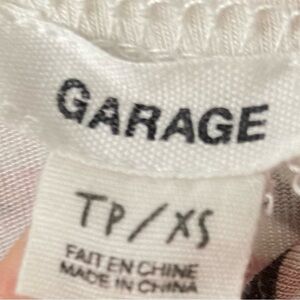 GARAGE
TP/XS
FAIT EN CHINE
MADE IN CHINA